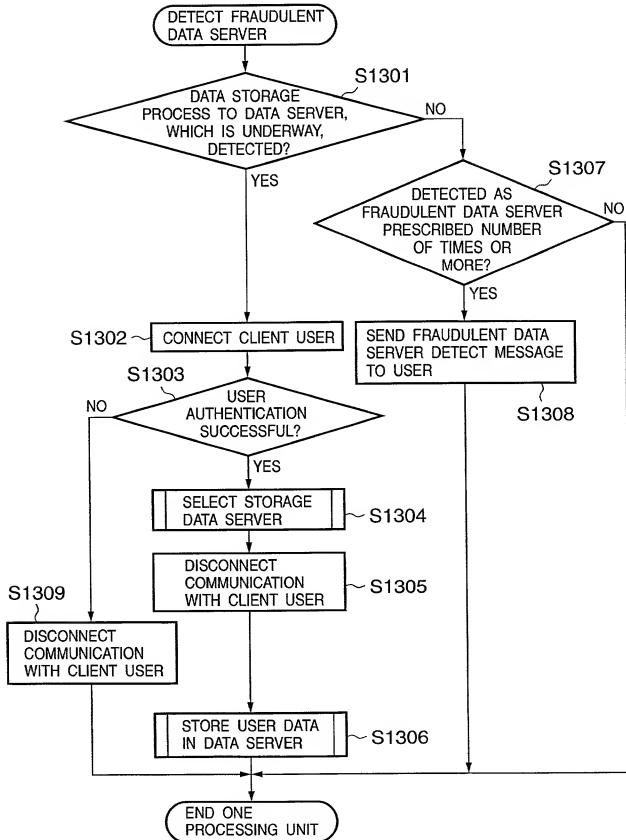 DETECT FRAUDULENT
DATA SERVER
S1301
DATA STORAGE
PROCESS TO DATA SERVER,
WHICH IS UNDERWAY,
DETECTED?
NO
YES
S1307
DETECTED AS
FRAUDULENT DATA SERVER
PRESCRIBED NUMBER
OF TIMES OR
MORE?
NO
YES
S1302
CONNECT CLIENT USER
SEND FRAUDULENT DATA
SERVER DETECT MESSAGE
TO USER
S1308
S1303
USER
AUTHENTICATION
SUCCESSFUL?
NO
YES
SELECT STORAGE
DATA SERVER
S1304
DISCONNECT
COMMUNICATION
WITH CLIENT USER
S1305
S1309
DISCONNECT
COMMUNICATION
WITH CLIENT USER
STORE USER DATA
IN DATA SERVER
S1306
END ONE
PROCESSING UNIT